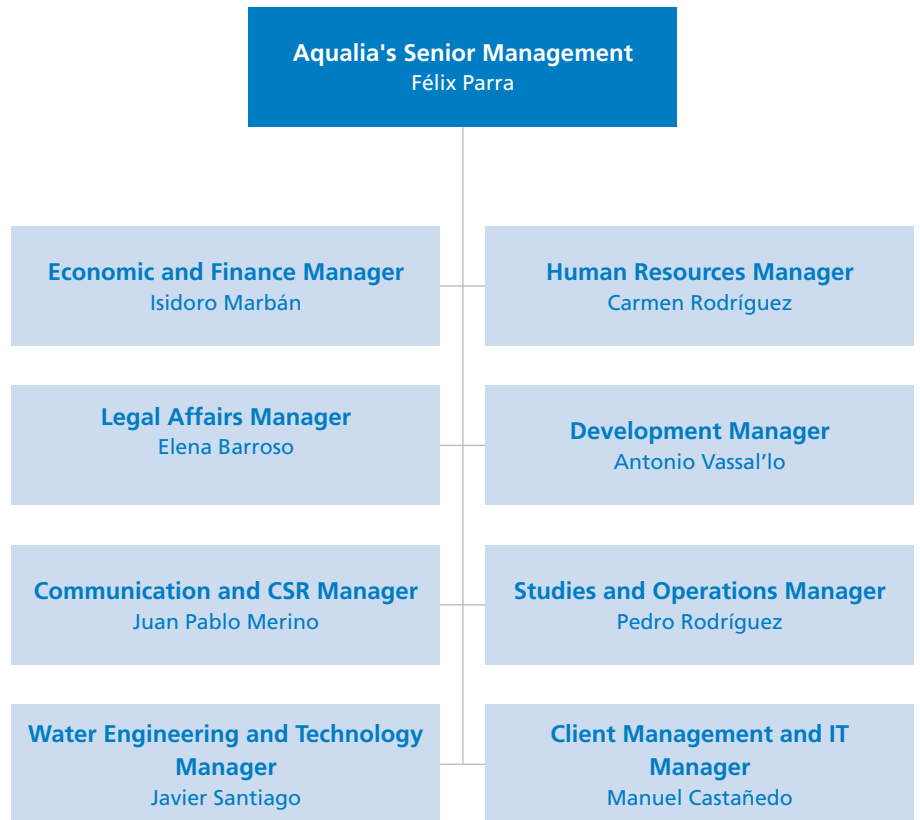 Aqualia's Senior Management
Félix Parra
Economic and Finance Manager
Isidoro Marbán
Human Resources Manager
Carmen Rodríguez
Legal Affairs Manager
Elena Barroso
Development Manager
Antonio Vassal’lo
Communication and CSR Manager
Juan Pablo Merino
Studies and Operations Manager
Pedro Rodríguez
Water Engineering and Technology
Manager
Javier Santiago
Client Management and IT
Manager
Manuel Castañedo